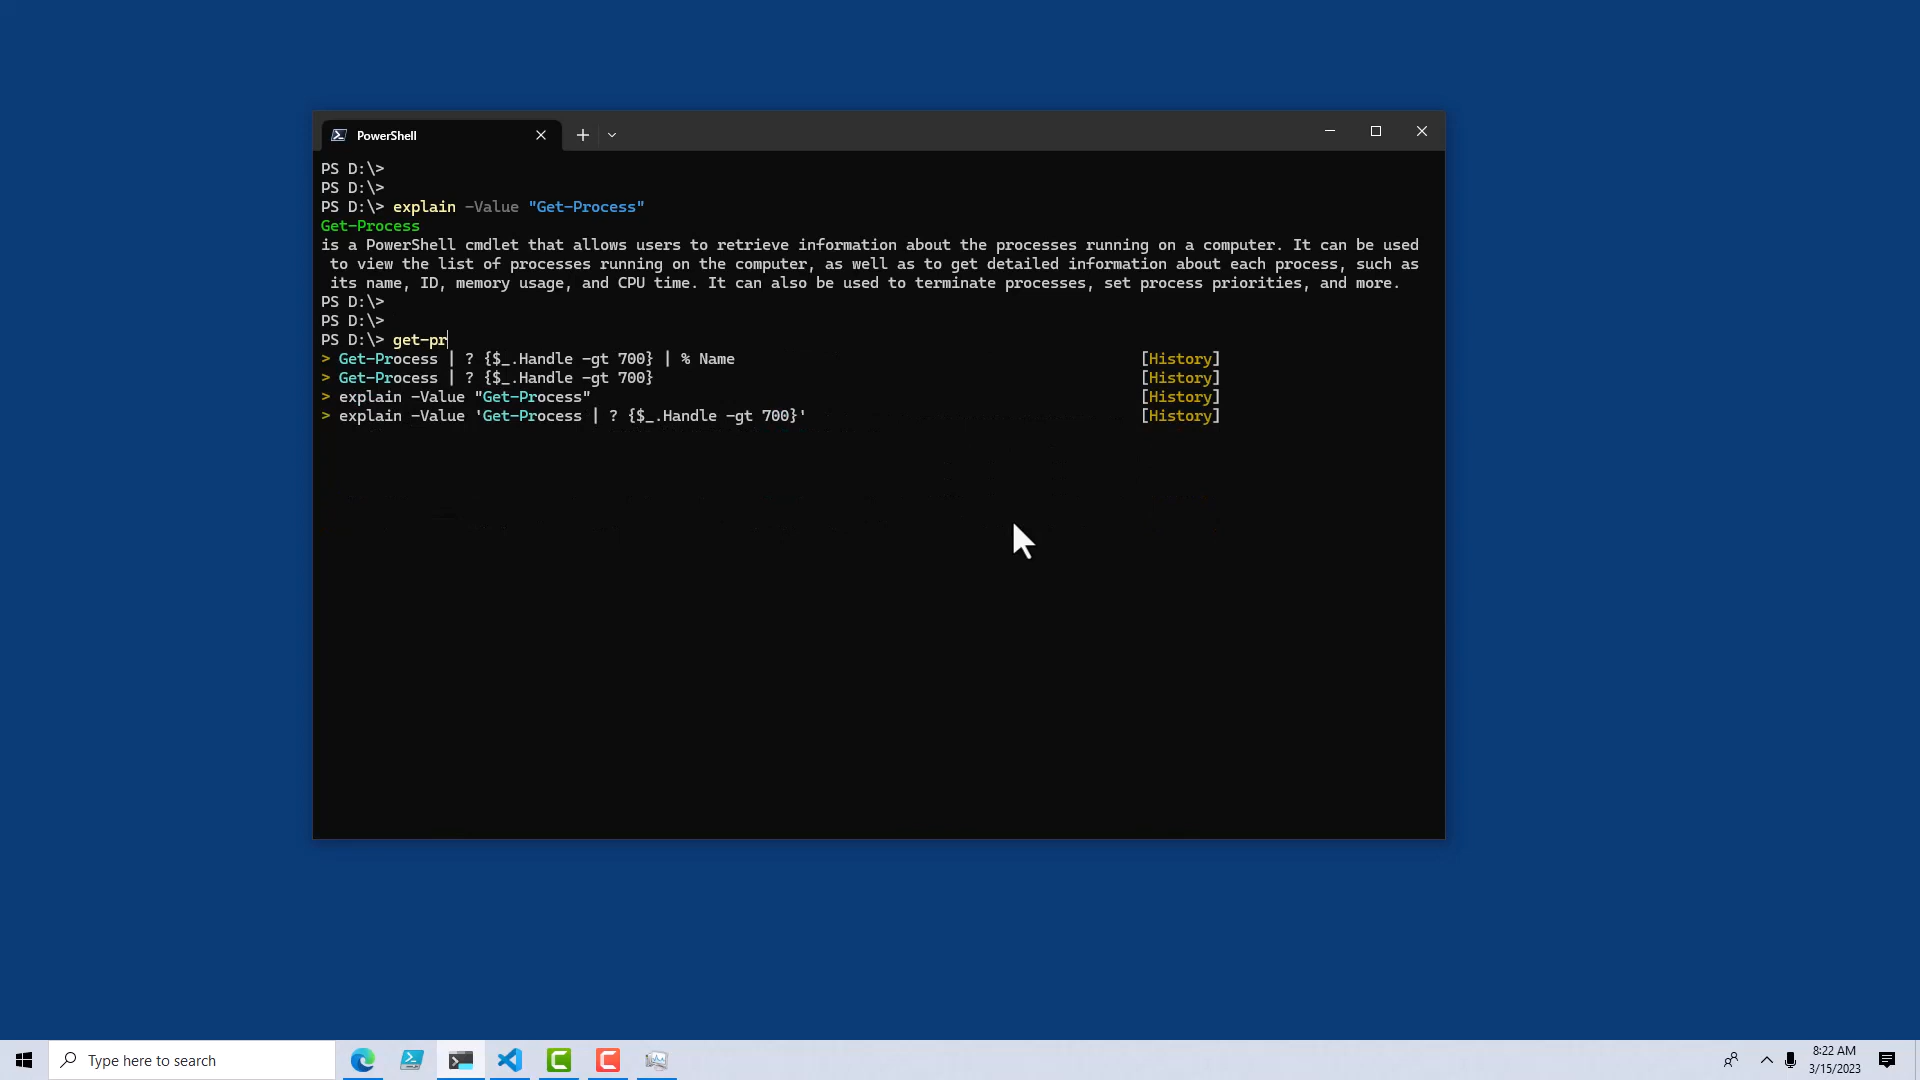 PowerShell
PS D:\>
PS D:\>
PS D:\> explain -Value "Get-Process"
Get-Process
is a PowerShell cmdlet that allows users to retrieve information about the processes running on a computer. It can be used
to view the list of processes running on the computer, as well as to get detailed information about each process, such as
its name, ID, memory usage, and CPU time. It can also be used to terminate processes, set process priorities, and more.
PS D:\>
PS D:\>
PS D:\> get-pr
> Get-Process | ? {$_.Handle -gt 700} | % Name [History]
> Get-Process | ? {$_.Handle -gt 700} [History]
> explain -Value "Get-Process" [History]
> explain -Value 'Get-Process | ? {$_.Handle -gt 700}' [History]
Type here to search
8:22 AM
3/15/2023